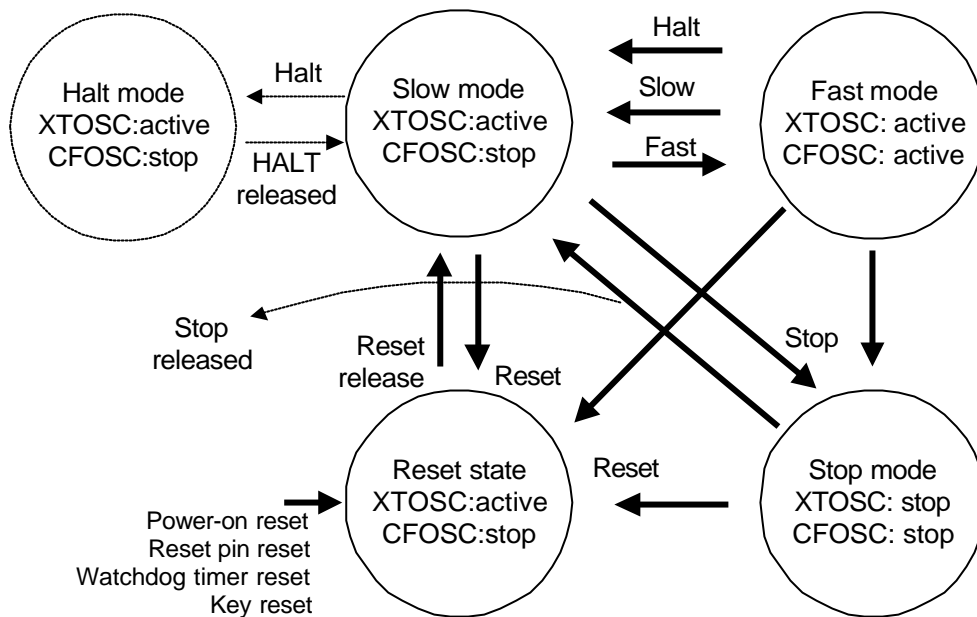 Halt mode
XTOSC:active
CFOSC:stop
Halt
HALT
released
Slow mode
XTOSC:active
CFOSC:stop
Halt
Slow
Fast
Fast mode
XTOSC: active
CFOSC: active
Stop
released
Reset
release
Reset
Stop
Reset state
XTOSC:active
CFOSC:stop
Reset
Stop mode
XTOSC: stop
CFOSC: stop
Power-on reset
Reset pin reset
Watchdog timer reset
Key reset